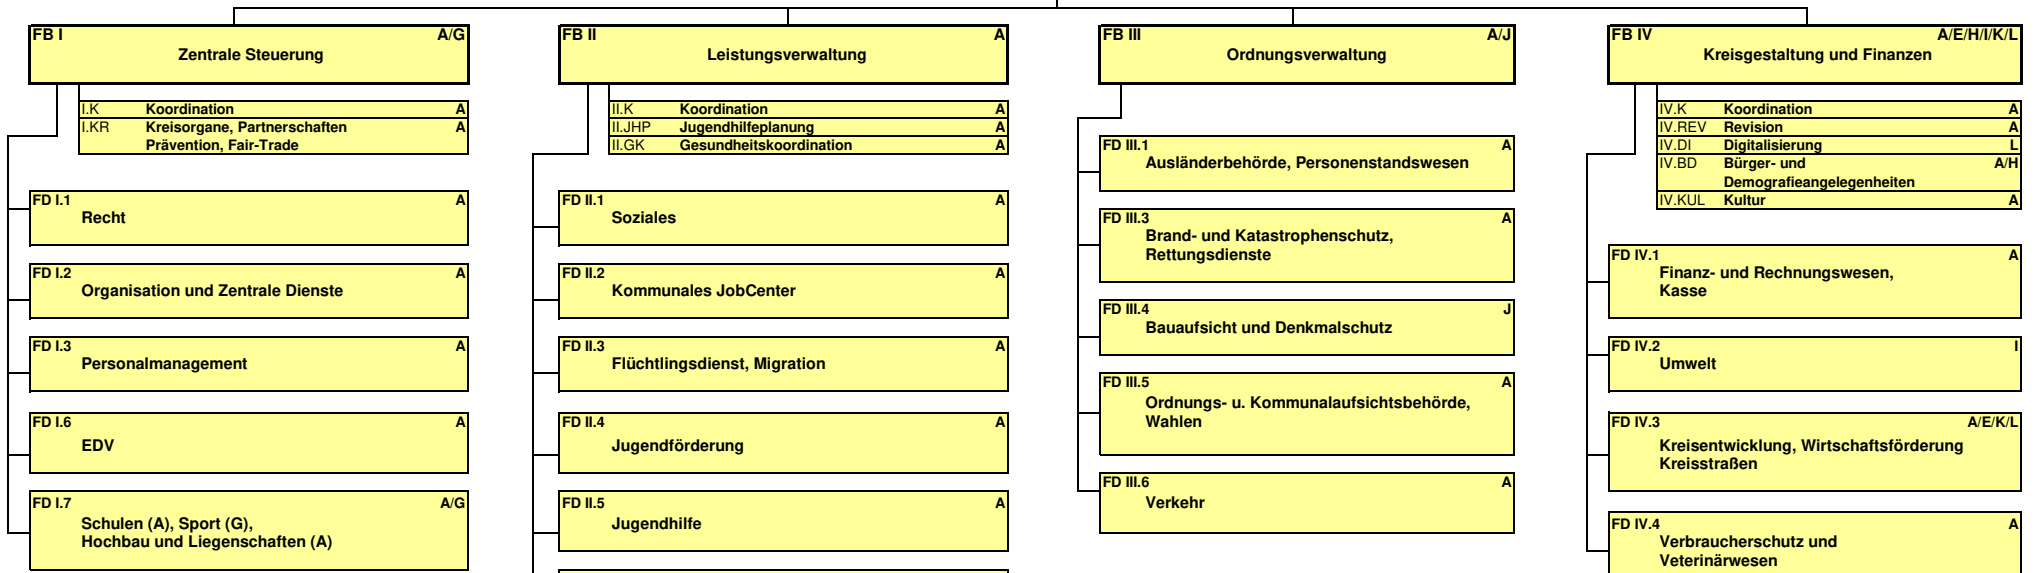 FB I A/G
Zentrale Steuerung
I.K Koordination A
I.KR Kreisorgane, Partnerschaften A
Prävention, Fair-Trade
FD I.1 A
Recht
FD I.2 A
Organisation und Zentrale Dienste
FD I.3 A
Personalmanagement
FD I.6 A
EDV
FD I.7 A/G
Schulen (A), Sport (G),
Hochbau und Liegenschaften (A)
FB II A
Leistungsverwaltung
II.K Koordination A
II.JHP Jugendhilfeplanung A
II.GK Gesundheitskoordination A
FD II.1 A
Soziales
FD II.2 A
Kommunales JobCenter
FD II.3 A
Flüchtlingsdienst, Migration
FD II.4 A
Jugendförderung
FD II.5 A
Jugendhilfe
FB III A/J
Ordnungsverwaltung
FD III.1 A
Ausländerbehörde, Personenstandswesen
FD III.3 A
Brand- und Katastrophenschutz,
Rettungsdienste
FD III.4 J
Bauaufsicht und Denkmalschutz
FD III.5 A
Ordnungs- u. Kommunalaufsichtsbehörde,
Wahlen
FD III.6 A
Verkehr
FB IV A/E/H/I/K/L
Kreisgestaltung und Finanzen
IV.K Koordination A
IV.REV Revision A
IV.DI Digitalisierung L
IV.BD Bürger- und A/H
Demografieangelegenheiten
IV.KUL Kultur A
FD IV.1 A
Finanz- und Rechnungswesen,
Kasse
FD IV.2 I
Umwelt
FD IV.3 A/E/K/L
Kreisentwicklung, Wirtschaftsförderung
Kreisstraßen
FD IV.4 A
Verbraucherschutz und
Veterinärwesen